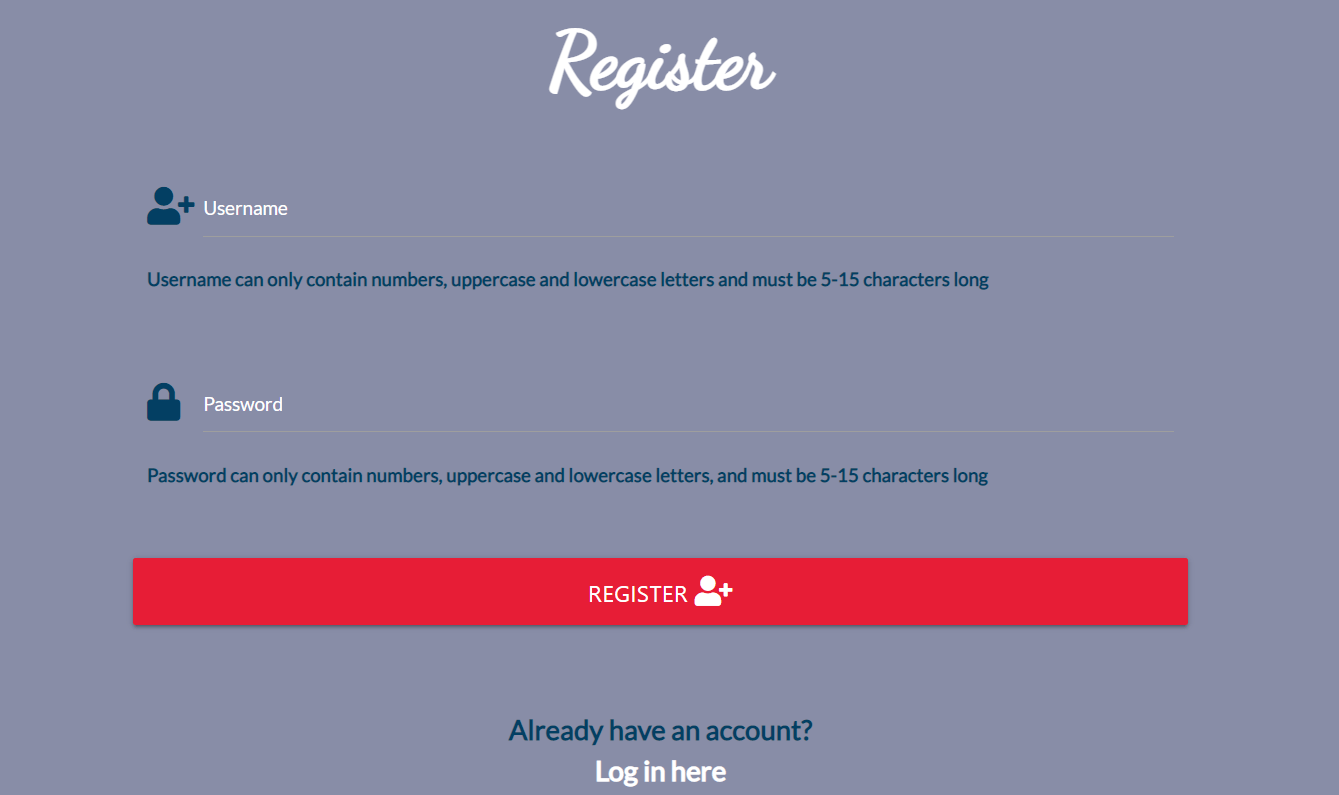 Register
Username
Username can only contain numbers, uppercase and lowercase letters and must be 5-15 characters long
Password
Password can only contain numbers, uppercase and lowercase letters, and must be 5-15 characters long
REGISTER
Already have an account?
Log in here